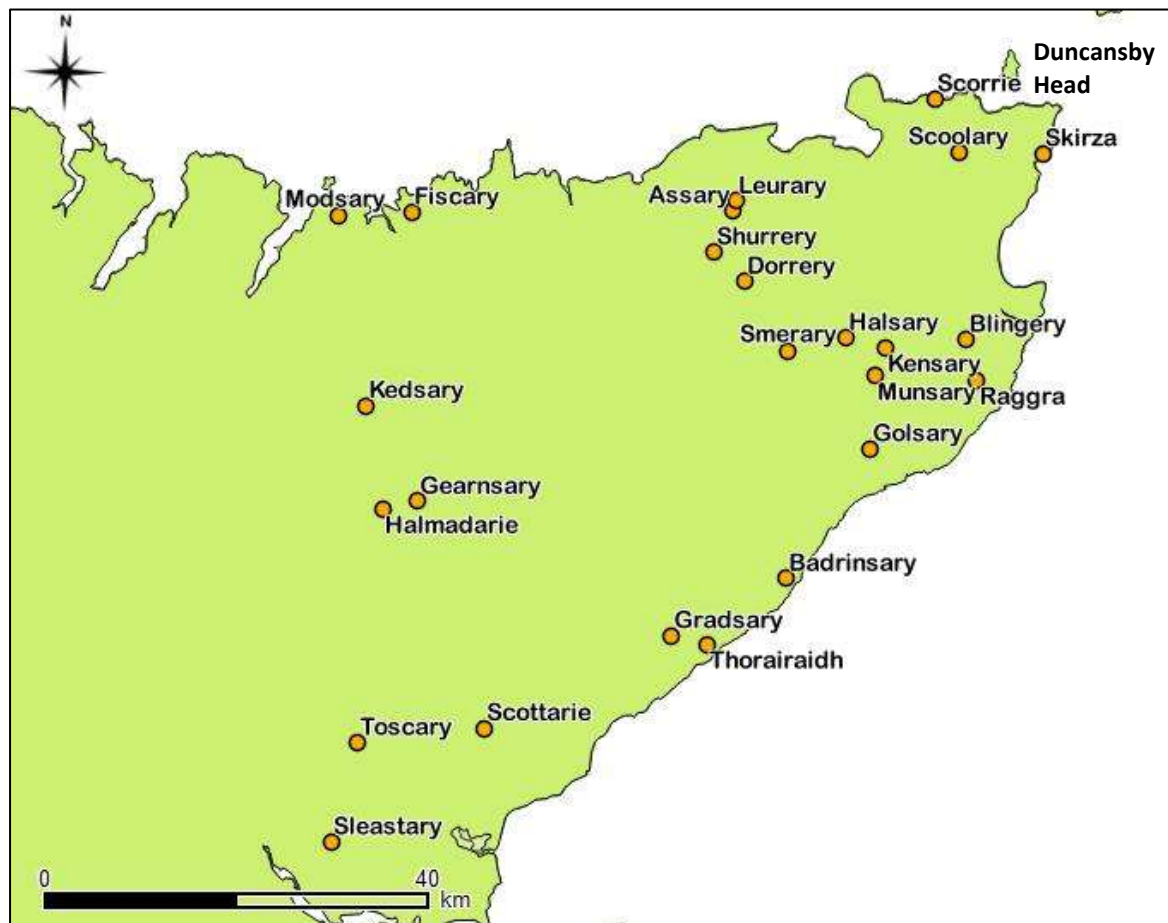 N
Duncansby
Head
Scorrie
Scoolary
Skirza
Modsary
Fiscary
Assary
Leurary
Shurrery
Dorrery
Smerary
Halsary
Blingery
Kensary
Munsary
Raggra
Kedsary
Golsary
Gearnsary
Halmadarie
Badrinsary
Gradsary
Thorairaidh
Toscary
Scottarie
Sleastary
0 40
km